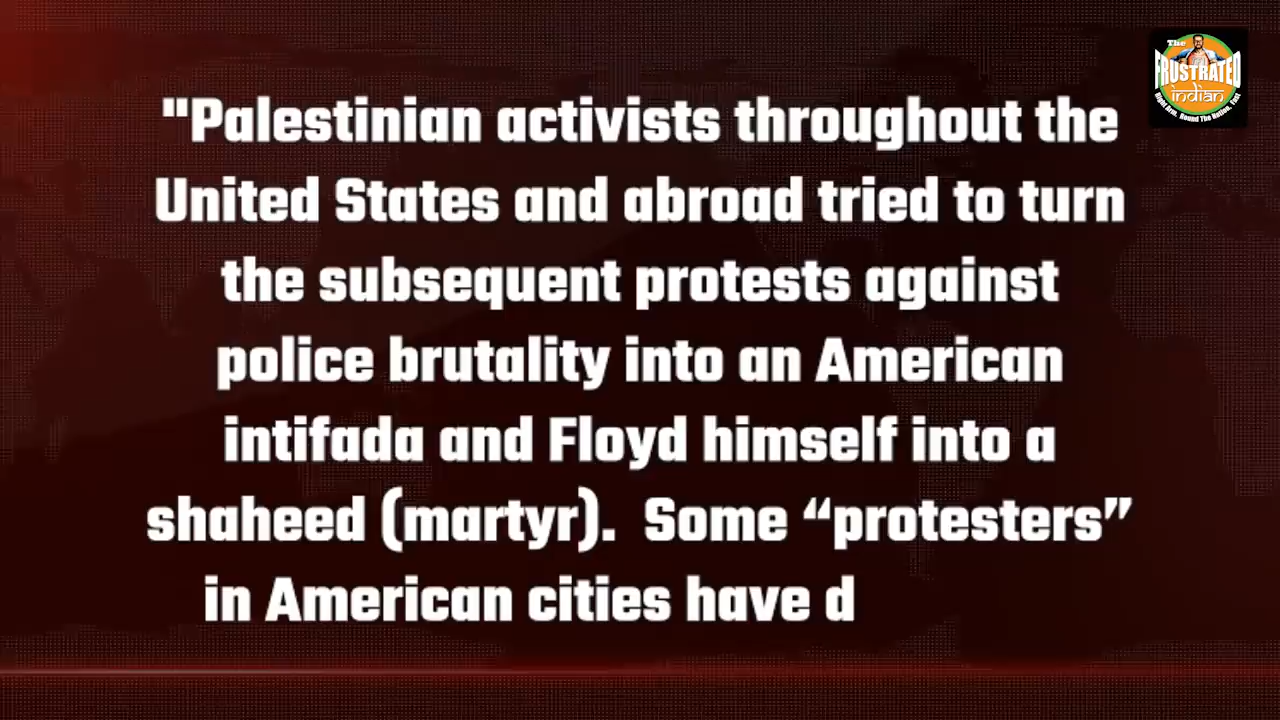 The
FRUSTRATED
indian
"Palestinian activists throughout the
United States and abroad tried to turn
the subsequent protests against
police brutality into an American
intifada and Floyd himself into a
shaheed (martyr).  Some “protesters”
in American cities have d